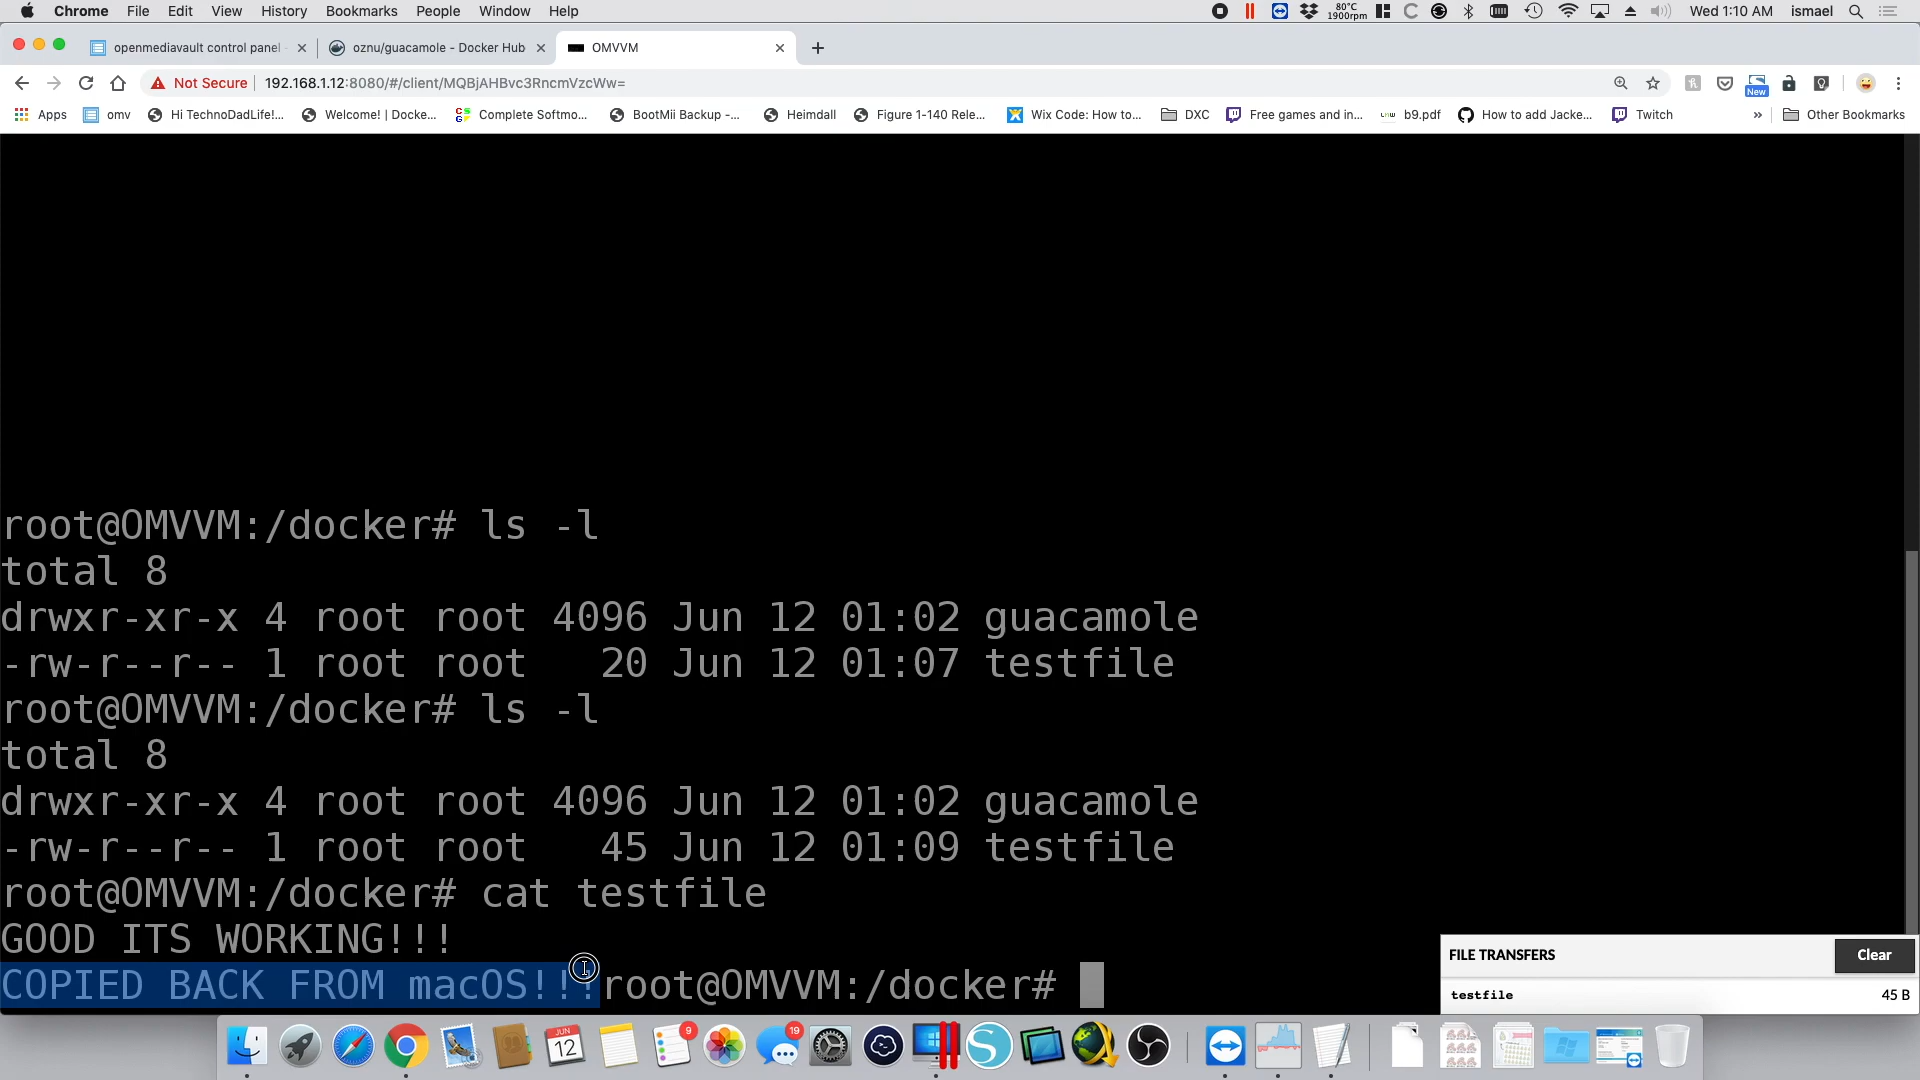 Chrome File Edit View History Bookmarks People Window Help 80°C 1900rpm Wed 1:10 AM ismael
openmediavault control panel - oznu/guacamole - Docker Hub OMVVM
Not Secure 192.168.1.12:8080/#/client/MQBjAHBvc3RncmVzcWw= New
Apps omv Hi TechnoDadLife!... Welcome! | Docke... Complete Softmo... BootMii Backup -... Heimdall Figure 1-140 Rele... Wix Code: How to... DXC Free games and in... b9.pdf How to add Jacke... Twitch » Other Bookmarks
root@OMVVM:/docker# ls -l
total 8
drwxr-xr-x 4 root root 4096 Jun 12 01:02 guacamole
-rw-r--r-- 1 root root 20 Jun 12 01:07 testfile
root@OMVVM:/docker# ls -l
total 8
drwxr-xr-x 4 root root 4096 Jun 12 01:02 guacamole
-rw-r--r-- 1 root root 45 Jun 12 01:09 testfile
root@OMVVM:/docker# cat testfile
GOOD ITS WORKING!!!
COPIED BACK FROM macOS!!!root@OMVVM:/docker#
FILE TRANSFERS Clear
testfile 45 B
JUN 12 9 19